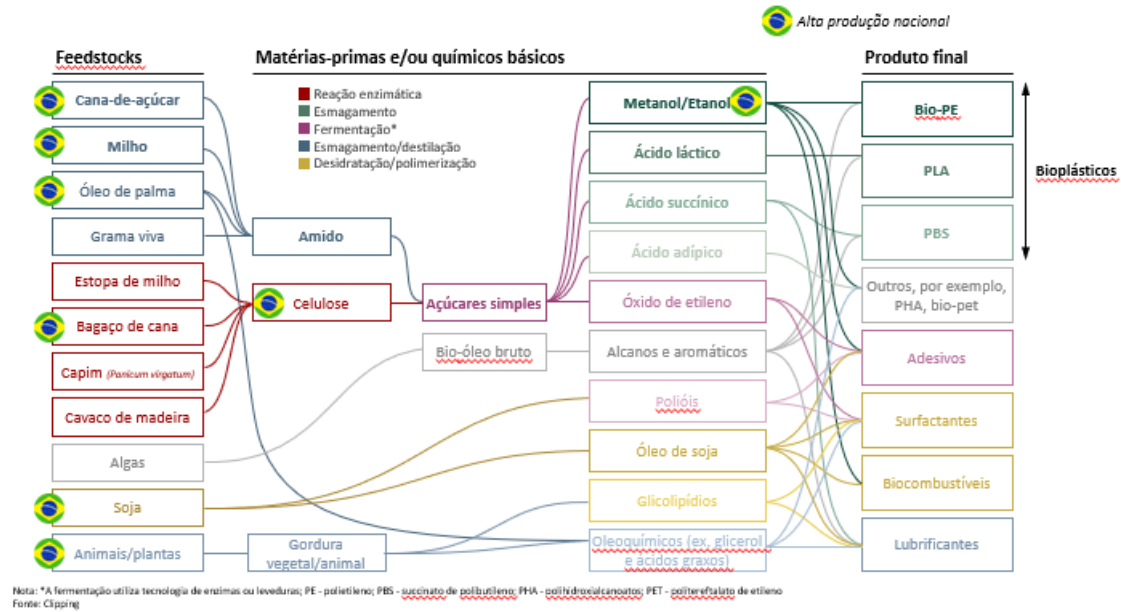 Alta produção nacional
Feedstocks
Matérias-primas e/ou químicos básicos
Produto final
Reação enzimática
Esmagamento
Fermentação*
Esmagamento/destilação
Desidratação/polimerização
Cana-de-açúcar
Milho
Óleo de palma
Grama viva
Estopa de milho
Bagaço de cana
Capim (Panicum virgatum)
Cavaco de madeira
Algas
Soja
Animais/plantas
Amido
Celulose
Gordura
vegetal/animal
Açúcares simples
Bio-óleo bruto
Metanol/Etanol
Ácido láctico
Ácido succínico
Ácido adípico
Óxido de etileno
Alcanos e aromáticos
Polióis
Óleo de soja
Glicolipídios
Oleoquímicos (ex, glicerol
e ácidos graxos)
Bio-PE
PLA
PBS
Outros, por exemplo,
PHA, bio-pet
Adesivos
Surfactantes
Biocombustíveis
Lubrificantes
Bioplásticos
Nota: *A fermentação utiliza tecnologia de enzimas ou leveduras; PE - polietileno; PBS - succinato de polibutileno; PHA - polihidroxialcanoatos; PET - politereftalato de etileno
Fonte: Clipping